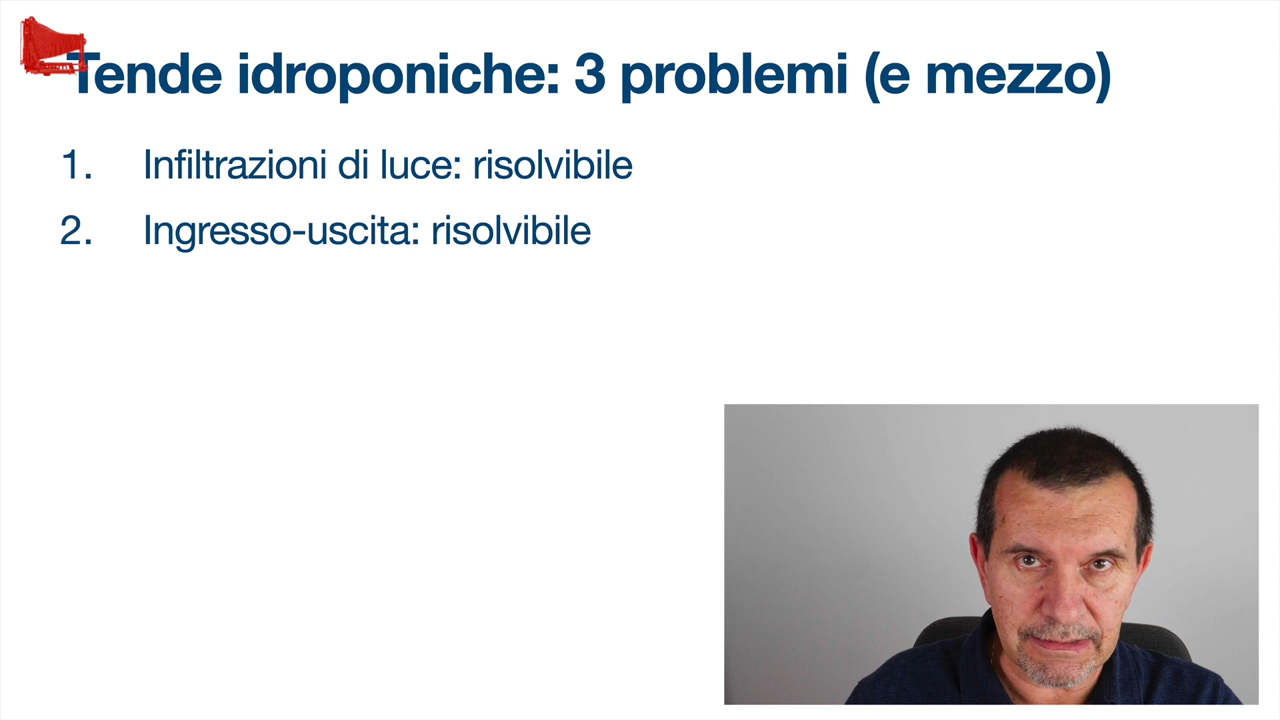 Tende idroponiche: 3 problemi (e mezzo)
1. Infiltrazioni di luce: risolvibile
2. Ingresso-uscita: risolvibile